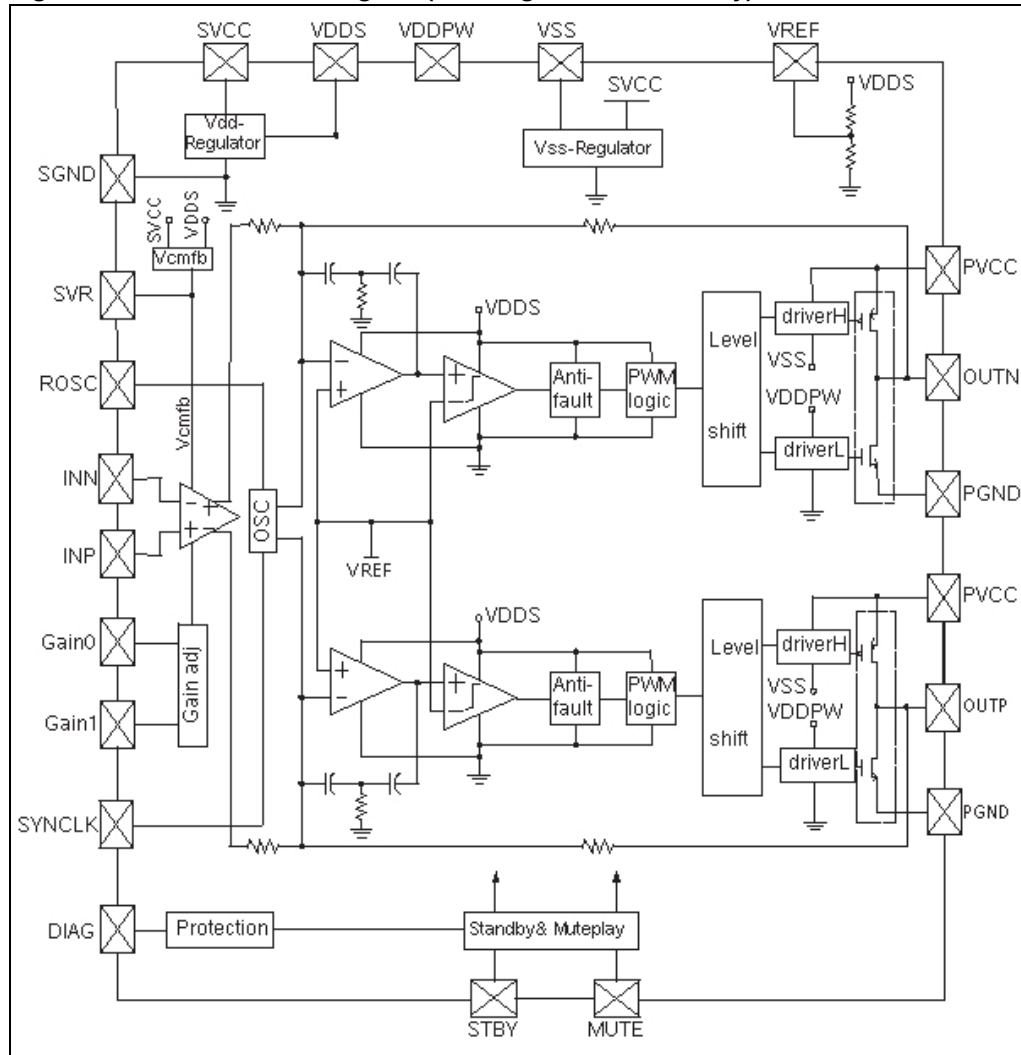 SVCC VDDS VDDPW VSS VREF
SVCC
VDDS
Vdd-
Regulator
Vss-Regulator
SGND
SVCC
VDDS
Vcmfb
SVR
PVCC
VDDS
driverH
Level
ROSC
Anti-
fault
PWM
logic
VSS
OUTN
Vcmfb
VDDPW
shift
driverL
INN
PGND
OSC
INP
VREF
PVCC
VDDS
Gain0
Level
driverH
Gain adj
Anti-
fault
PWM
logic
VSS
VDDPW
OUTP
Gain1
shift
driverL
SYNCLK
PGND
DIAG
Protection
Standby& Muteplay
STBY MUTE